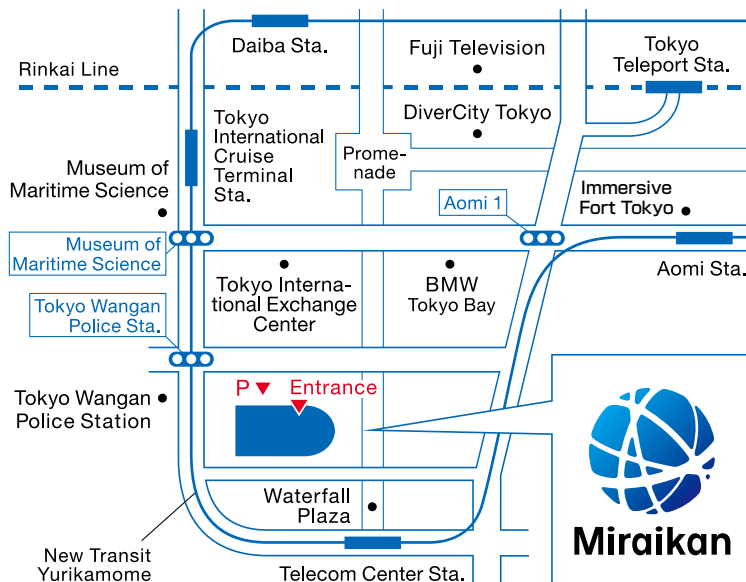 Daiba Sta.
Fuji Television
Tokyo
Teleport Sta.
Rinkai Line
Tokyo
International
Cruise
Terminal
Sta.
DiverCity Tokyo
Prome-
nade
Museum of
Maritime Science
Immersive
Fort Tokyo
Aomi 1
Museum of
Maritime Science
Aomi Sta.
Tokyo Interna-
tional Exchange
Center
BMW
Tokyo Bay
Tokyo Wangan
Police Sta.
P
Entrance
Tokyo Wangan
Police Station
Waterfall
Plaza
Miraikan
New Transit
Yurikamome
Telecom Center Sta.